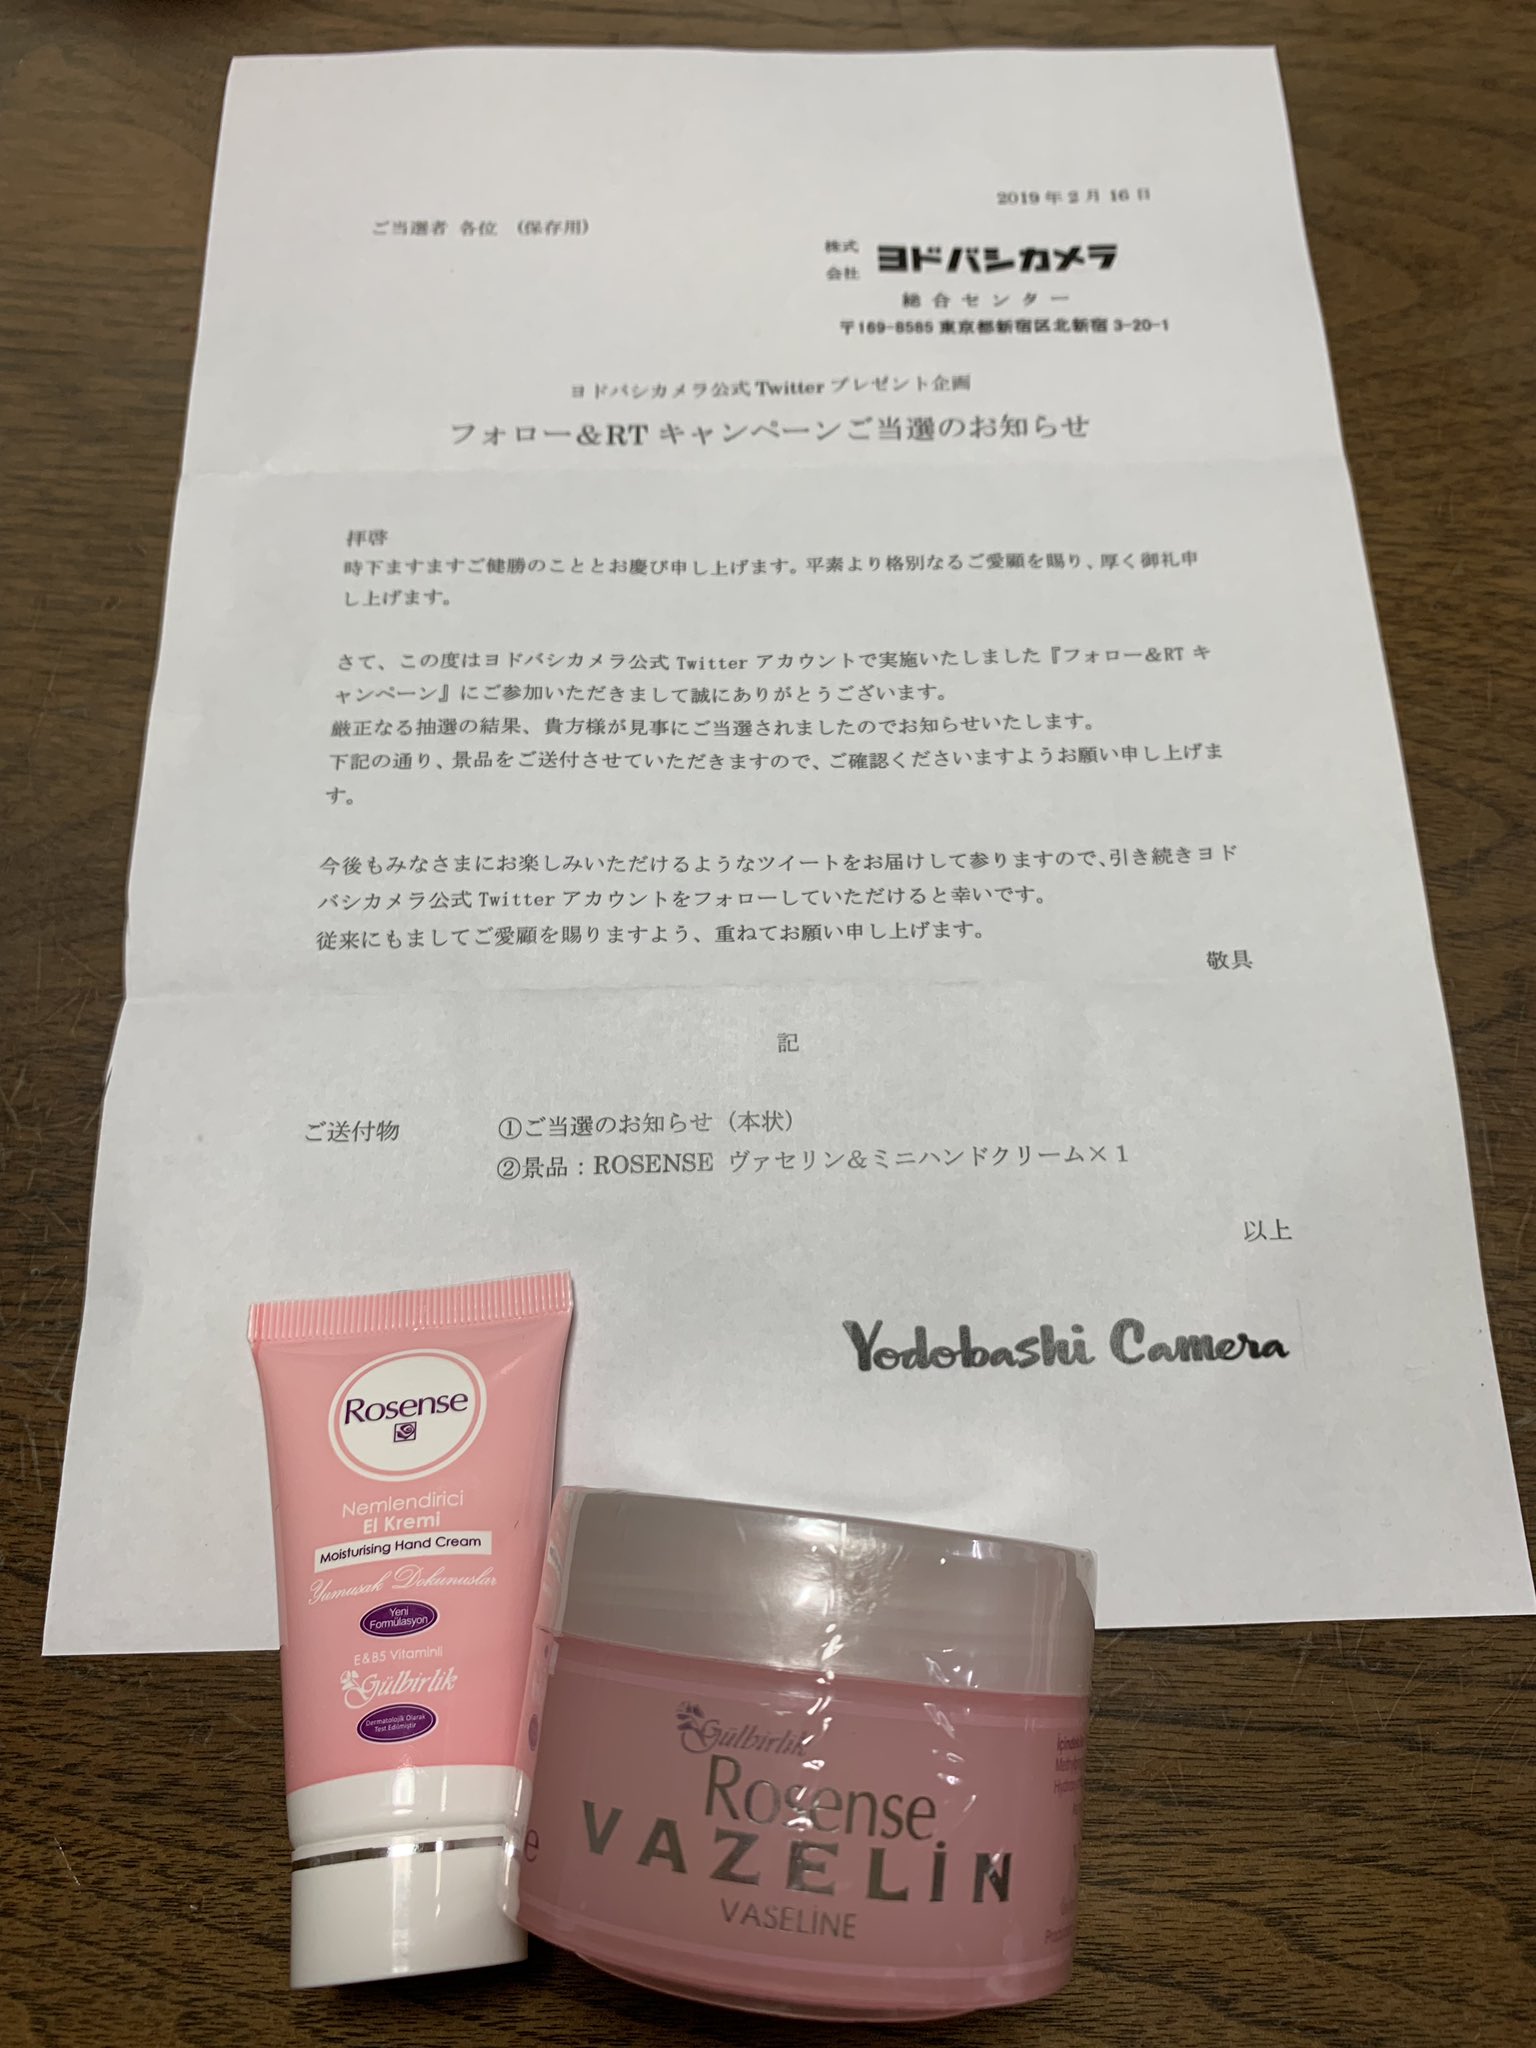 2019年2月16日
ご当選者 各位 (保存用)
株式会社 ヨドバシカメラ
総合センター
〒169-8585 東京都新宿区北新宿 3-20-1
ヨドバシカメラ公式 Twitter プレゼント企画
フォロー&RT キャンペーンご当選のお知らせ
拝啓
時下ますますご健勝のこととお慶び申し上げます。平素より格別なるご愛顧を賜り、厚く御礼申
し上げます。
さて、この度はヨドバシカメラ公式 Twitter アカウントで実施いたしました『フォロー&RT キ
ャンペーン』にご参加いただきまして誠にありがとうございます。
厳正なる抽選の結果、貴方様が見事にご当選されましたのでお知らせいたします。
下記の通り、景品をご送付させていただきますので、ご確認くださいますようお願い申し上げま
す。
今後もみなさまにお楽しみいただけるようなツイートをお届けして参りますので、引き続きヨド
バシカメラ公式 Twitter アカウントをフォローしていただけると幸いです。
従来にもましてご愛顧を賜りますよう、重ねてお願い申し上げます。
敬具
記
ご送付物 ①ご当選のお知らせ (本状)
②景品：ROSENSE ヴァセリン&ミニハンドクリーム×1
以上
Yodobashi Camera
Rosense
Nemlendirici
El Kremi
Moisturising Hand Cream
Yumuşak Dokunuşlar
Yeni
Formülasyon
E&B5 Vitaminli
Gülbirlik
Dermatolojik Olarak
Test Edilmiştir
Gülbirlik
Rosense
VAZELİN
VASELİNE